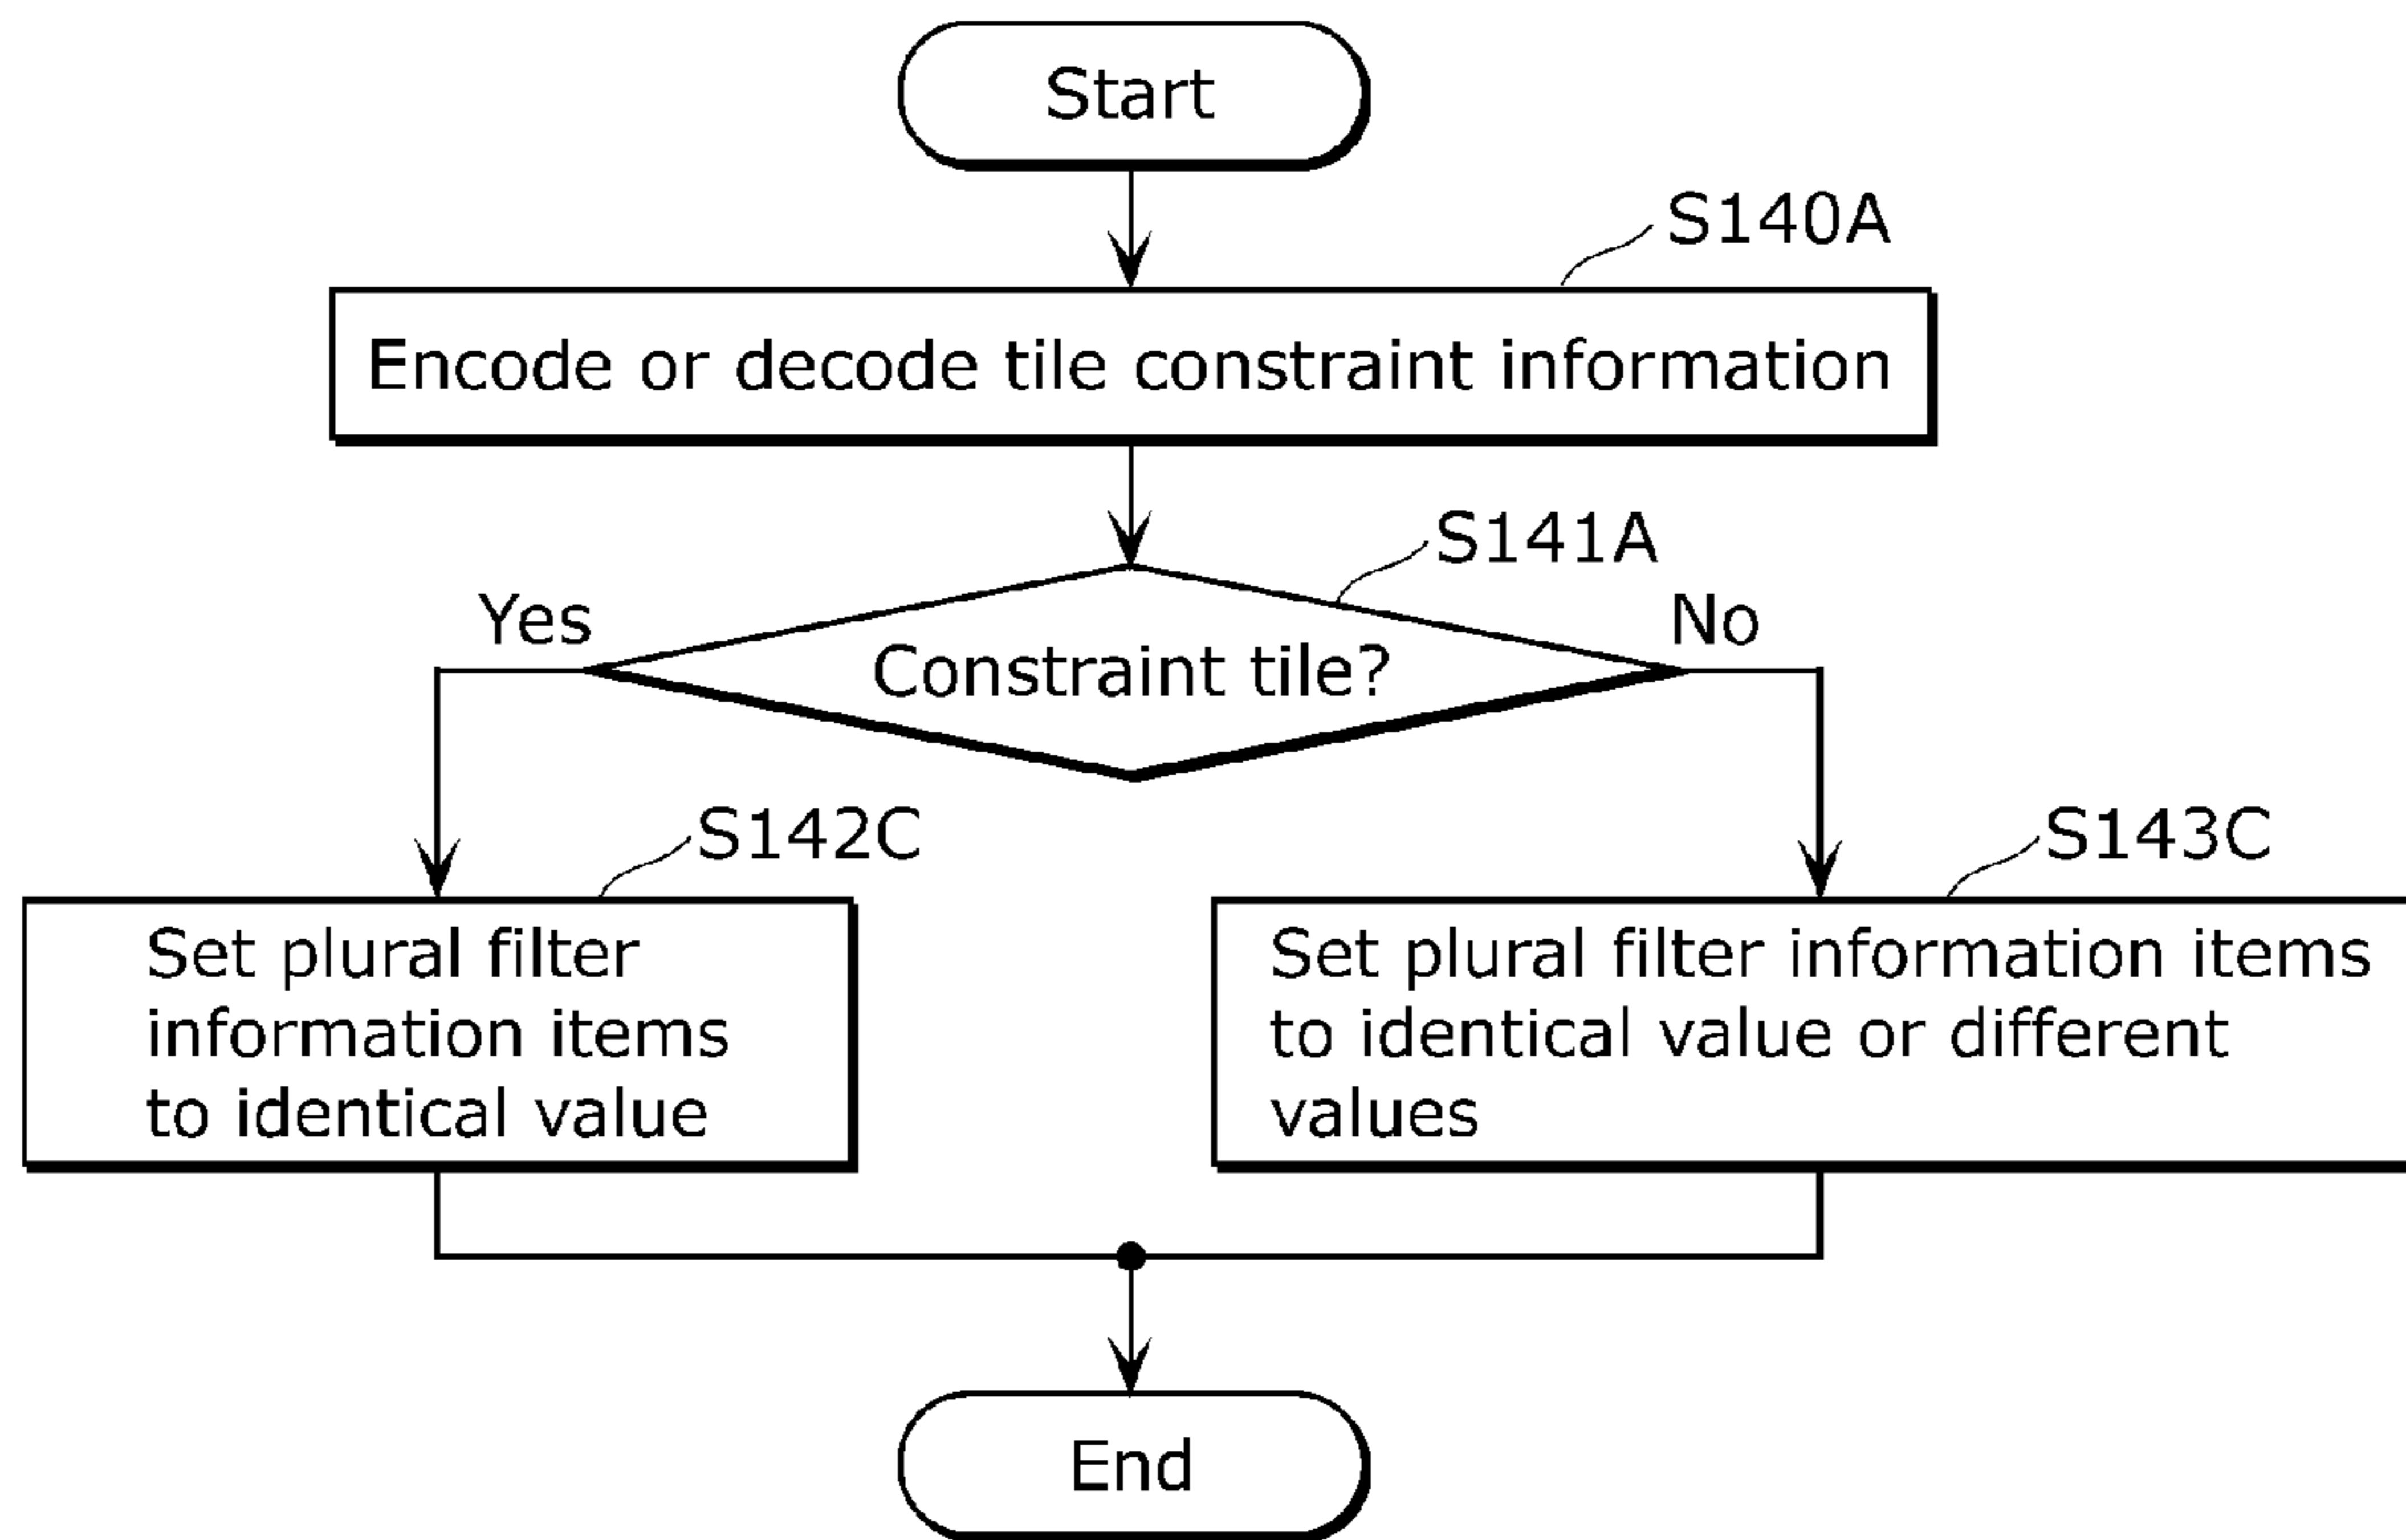 Start
S140A
Encode or decode tile constraint information
S141A
Yes
No
Constraint tile?
S142C
S143C
Set plural filter
information items
to identical value
Set plural filter information items
to identical value or different
values
End